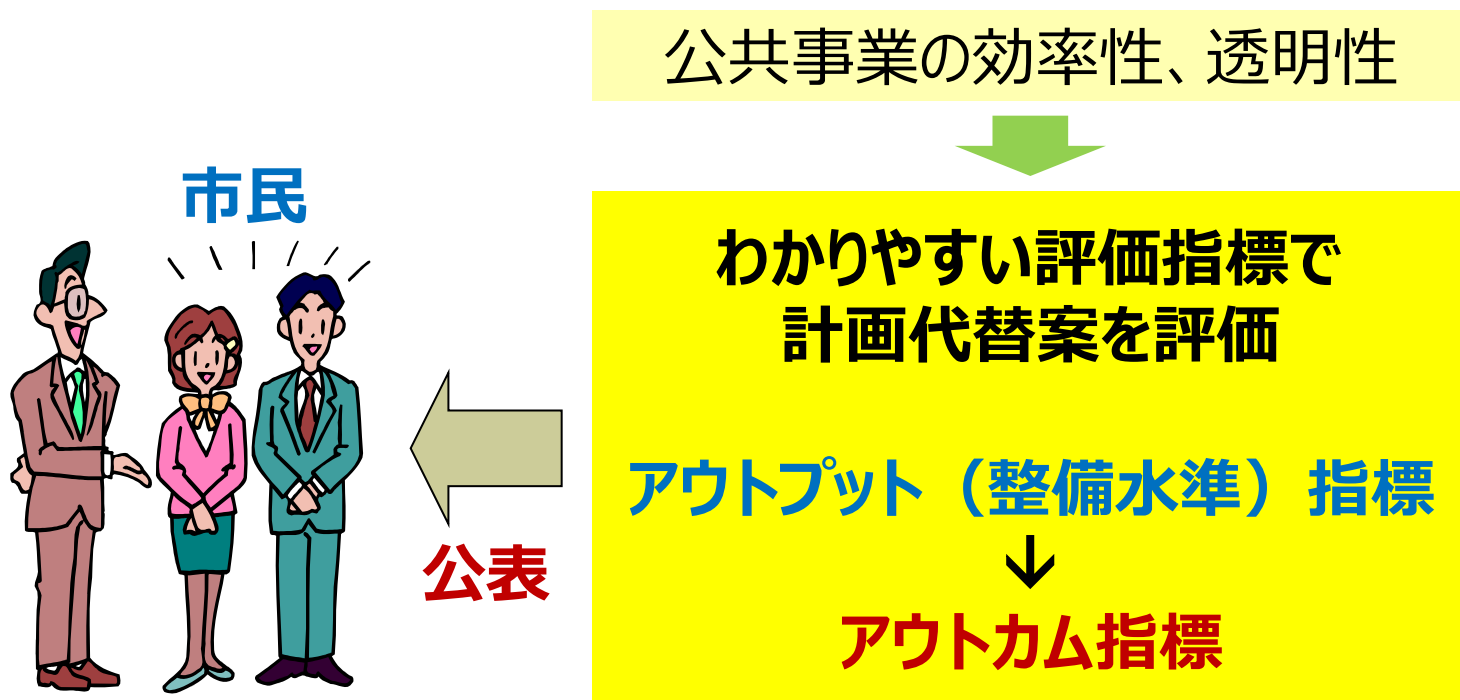 公共事業の効率性、透明性
市民
わかりやすい評価指標で
計画代替案を評価
アウトプット（整備水準）指標
↓
アウトカム指標
公表